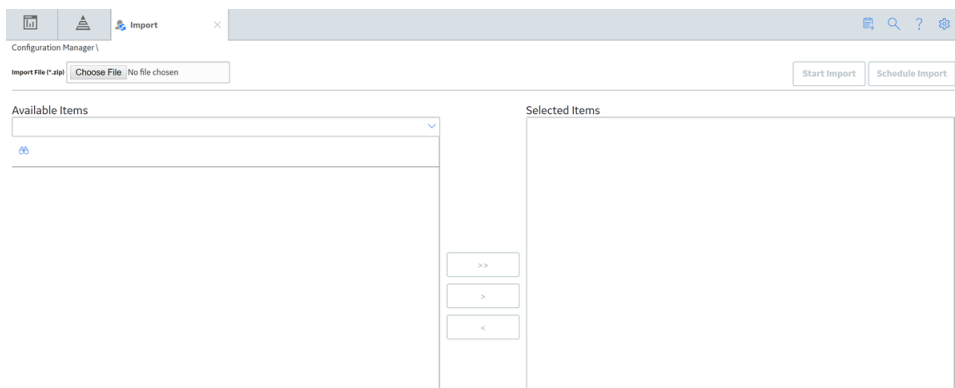 Import
Configuration Manager\
Import File (*.zip) Choose File No file chosen
Start Import Schedule Import
Available Items
Selected Items
>>
>
<